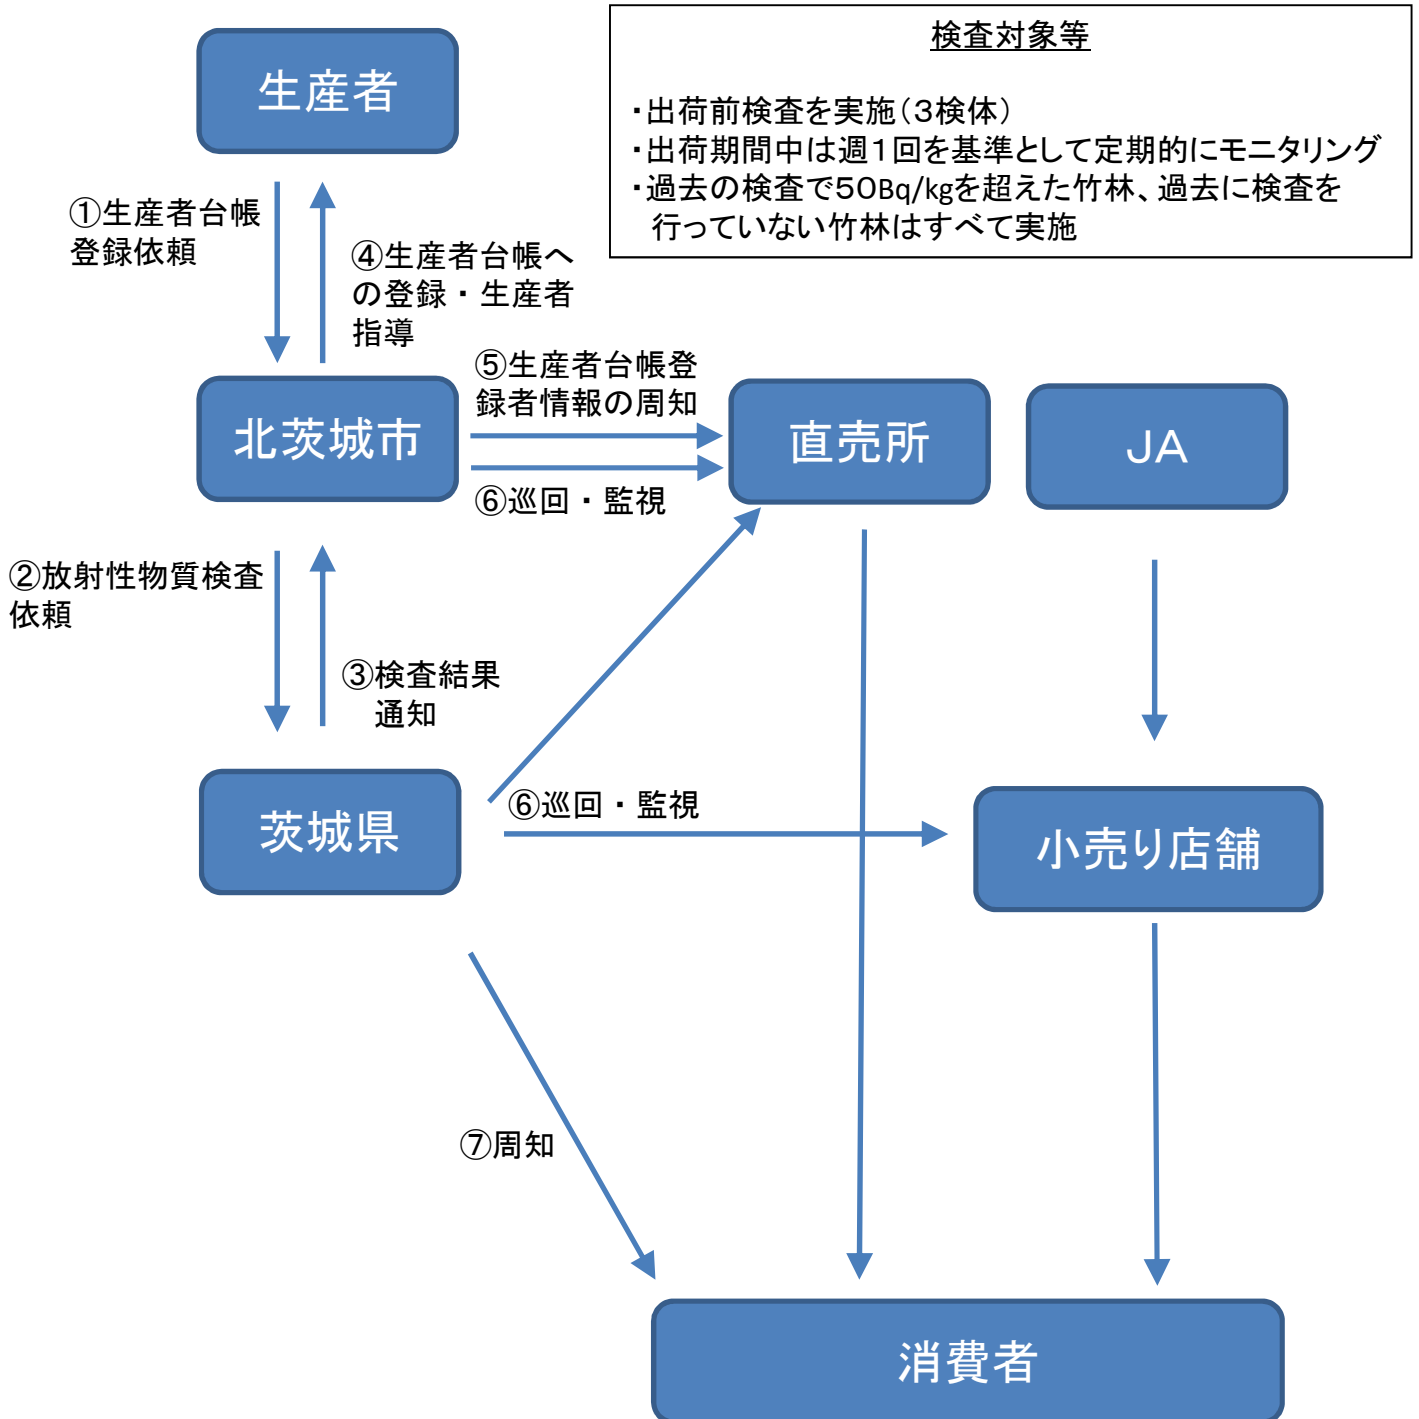 検査対象等
・出荷前検査を実施（３検体）
・出荷期間中は週１回を基準として定期的にモニタリング
・過去の検査で５０Bq/kgを超えた竹林、過去に検査を
行っていない竹林はすべて実施
生産者
①生産者台帳
登録依頼
④生産者台帳へ
の登録・生産者
指導
北茨城市
⑤生産者台帳登
録者情報の周知
⑥巡回・監視
直売所
ＪＡ
②放射性物質検査
依頼
③検査結果
通知
茨城県
⑥巡回・監視
小売り店舗
⑦周知
消費者